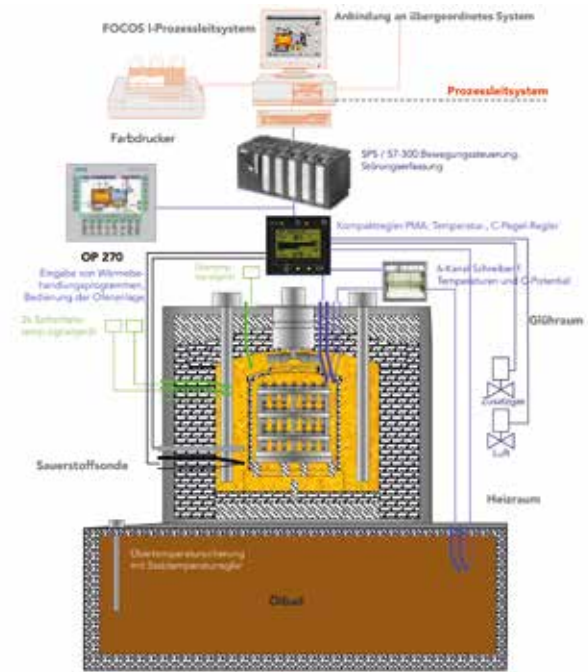 FOCOS I-Prozessleitsystem
Anbindung an übergeordnetes System
Prozessleitsystem
Farbdrucker
SPS / S7-300 Bewegungssteuerung,
Störungserfassung
Kompaktregler PMA, Temperatur-, C-Pegel-Regler
OP 270
Eingabe von Wärmebe-
handlungsprogrammen,
Bedienung der Ofenanlage,
6-Kanal Schreiber f.
Temperaturen und C-Potential
Glühraum
Zusatzgas
Luft
Sauerstoffsonde
Heizraum
Übertemperatursicherung
mit Stabtemperaturregler
Ölbad